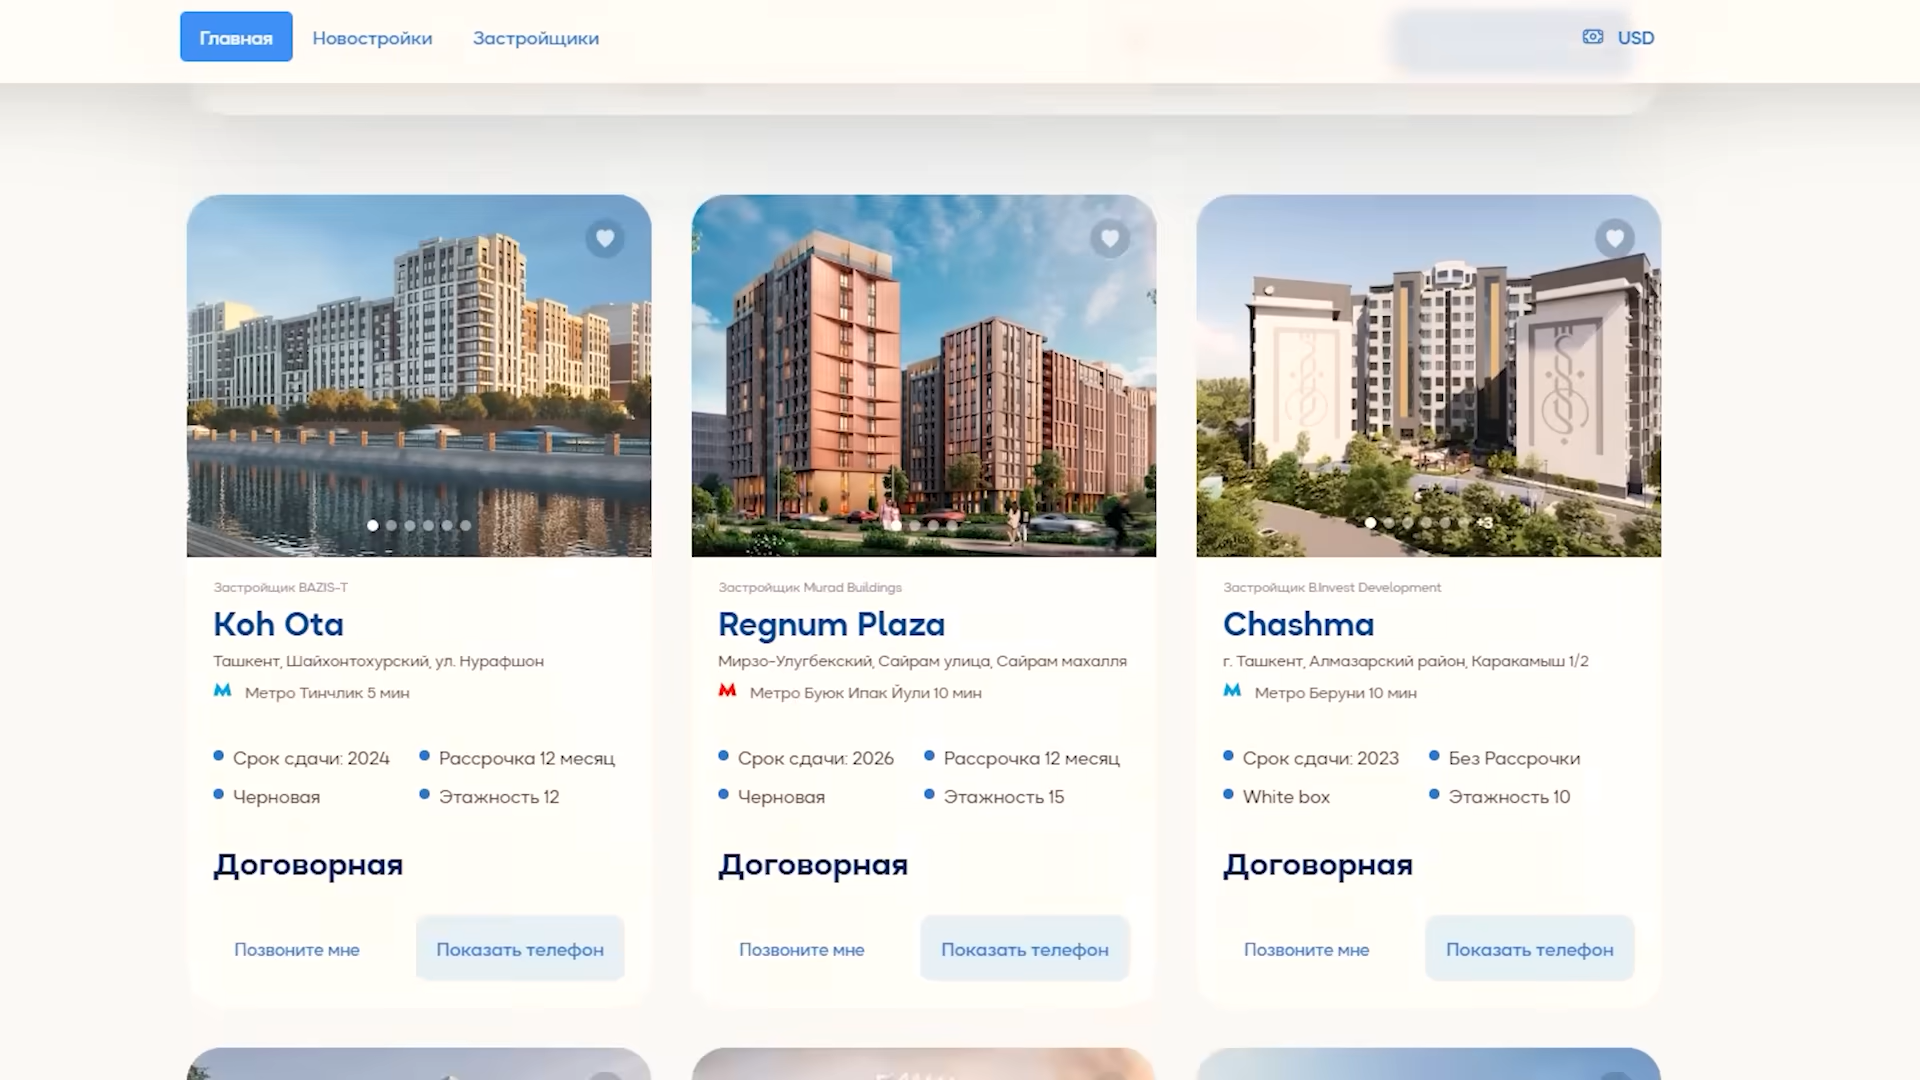 Главная
Новостройки
Застройщики
USD
+3
Застройщик BAZIS-T
Koh Ota
Ташкент, Шайхонтохурский, ул. Нурафшон
Метро Тинчлик 5 мин
Срок сдачи: 2024
Рассрочка 12 месяц
Черновая
Этажность 12
Договорная
Позвоните мне
Показать телефон
Застройщик Murad Buildings
Regnum Plaza
Мирзо-Улугбекский, Сайрам улица, Сайрам махалля
Метро Буюк Ипак Йули 10 мин
Срок сдачи: 2026
Рассрочка 12 месяц
Черновая
Этажность 15
Договорная
Позвоните мне
Показать телефон
Застройщик B.Invest Development
Chashma
г. Ташкент, Алмазарский район, Каракамыш 1/2
Метро Беруни 10 мин
Срок сдачи: 2023
Без Рассрочки
White box
Этажность 10
Договорная
Позвоните мне
Показать телефон